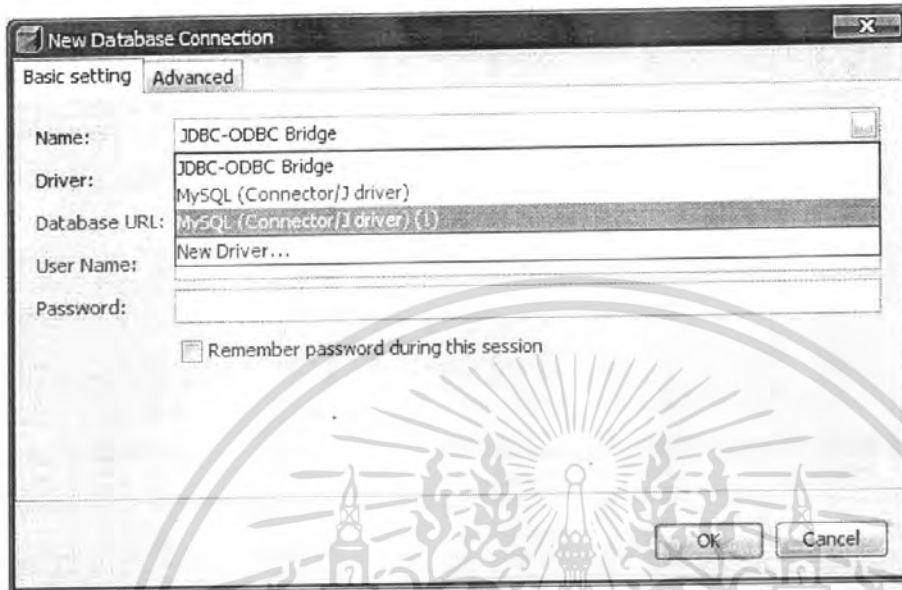 New Database Connection
Basic setting Advanced
Name: JDBC-ODBC Bridge
JDBC-ODBC Bridge
Driver:
MySQL (Connector/J driver)
Database URL: MySQL (Connector/J driver) (1)
New Driver...
User Name:
Password:
Remember password during this session
OK Cancel